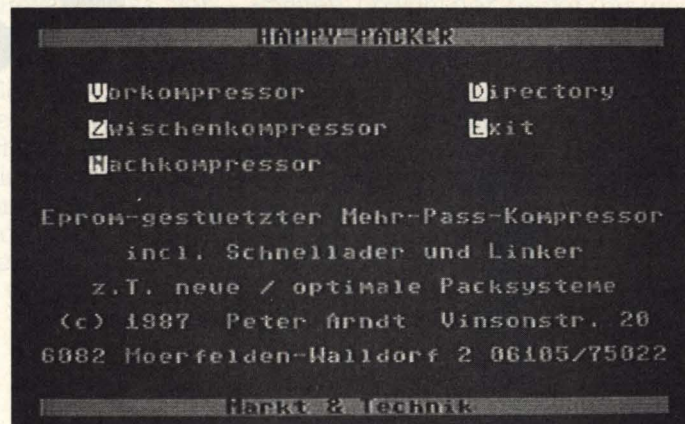 HAPPY-PACKER
Vorkompressor Directory
Zwischenkompressor Exit
Nachkompressor
Eprom-gestuetzter Mehr-Pass-Kompressor
incl. Schnellader und Linker
z.T. neue / optimale Packsysteme
(c) 1987 Peter Arndt Vinsonstr. 20
6082 Moerfelden-Walldorf 2 06105/75022
Markt & Technik